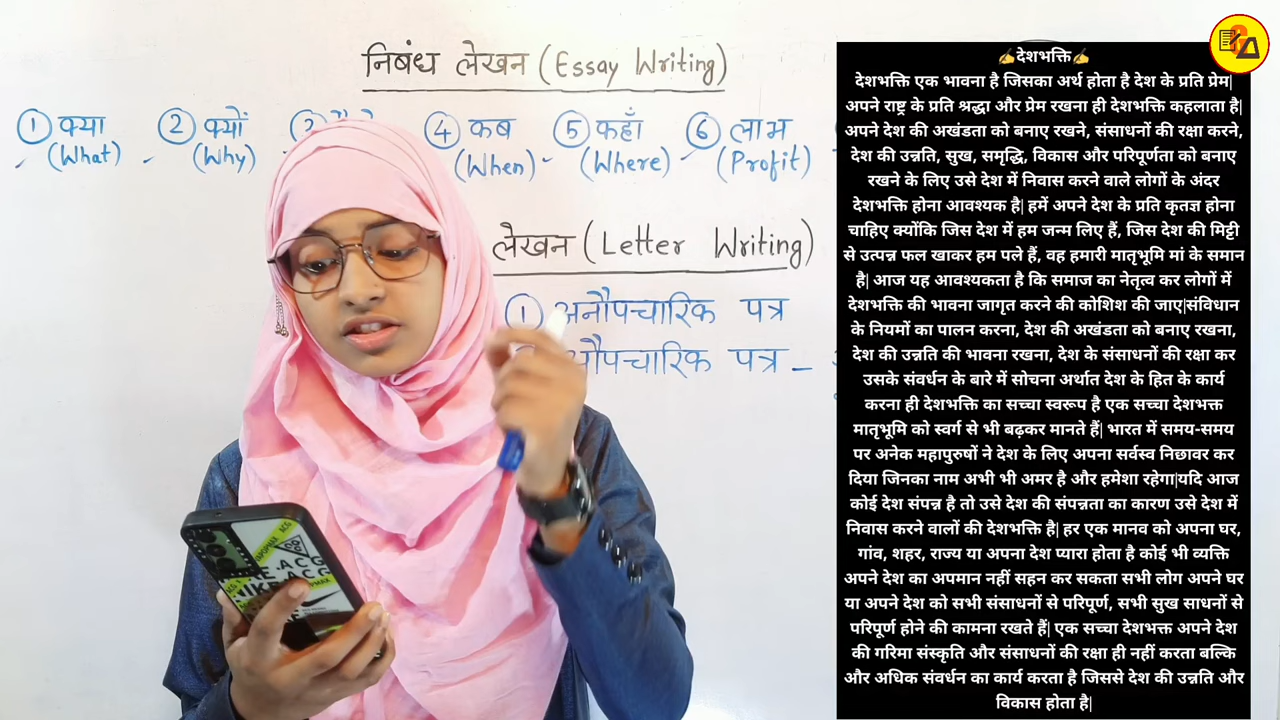 निबंध लेखन (Essay Writing)
① क्या ② क्यों ③ ④ कब ⑤ कहाँ ⑥ लाभ
(What) (Why) (When) (Where) (Profit)
लेखन (Letter Writing)
① अनौपचारिक पत्र
औपचारिक पत्र –
✍देशभक्ति✍
देशभक्ति एक भावना है जिसका अर्थ होता है देश के प्रति प्रेम|
अपने राष्ट्र के प्रति श्रद्धा और प्रेम रखना ही देशभक्ति कहलाता है|
अपने देश की अखंडता को बनाए रखने, संसाधनों की रक्षा करने,
देश की उन्नति, सुख, समृद्धि, विकास और परिपूर्णता को बनाए
रखने के लिए उसे देश में निवास करने वाले लोगों के अंदर
देशभक्ति होना आवश्यक है| हमें अपने देश के प्रति कृतज्ञ होना
चाहिए क्योंकि जिस देश में हम जन्म लिए हैं, जिस देश की मिट्टी
से उत्पन्न फल खाकर हम पले हैं, वह हमारी मातृभूमि मां के समान
है| आज यह आवश्यकता है कि समाज का नेतृत्व कर लोगों में
देशभक्ति की भावना जागृत करने की कोशिश की जाए|संविधान
के नियमों का पालन करना, देश की अखंडता को बनाए रखना,
देश की उन्नति की भावना रखना, देश के संसाधनों की रक्षा कर
उसके संवर्धन के बारे में सोचना अर्थात देश के हित के कार्य
करना ही देशभक्ति का सच्चा स्वरूप है एक सच्चा देशभक्त
मातृभूमि को स्वर्ग से भी बढ़कर मानते हैं| भारत में समय-समय
पर अनेक महापुरुषों ने देश के लिए अपना सर्वस्व निछावर कर
दिया जिनका नाम अभी भी अमर है और हमेशा रहेगा|यदि आज
कोई देश संपन्न है तो उसे देश की संपन्नता का कारण उसे देश में
निवास करने वालों की देशभक्ति है| हर एक मानव को अपना घर,
गांव, शहर, राज्य या अपना देश प्यारा होता है कोई भी व्यक्ति
अपने देश का अपमान नहीं सहन कर सकता सभी लोग अपने घर
या अपने देश को सभी संसाधनों से परिपूर्ण, सभी सुख साधनों से
परिपूर्ण होने की कामना रखते हैं| एक सच्चा देशभक्त अपने देश
की गरिमा संस्कृति और संसाधनों की रक्षा ही नहीं करता बल्कि
और अधिक संवर्धन का कार्य करता है जिससे देश की उन्नति और
विकास होता है|